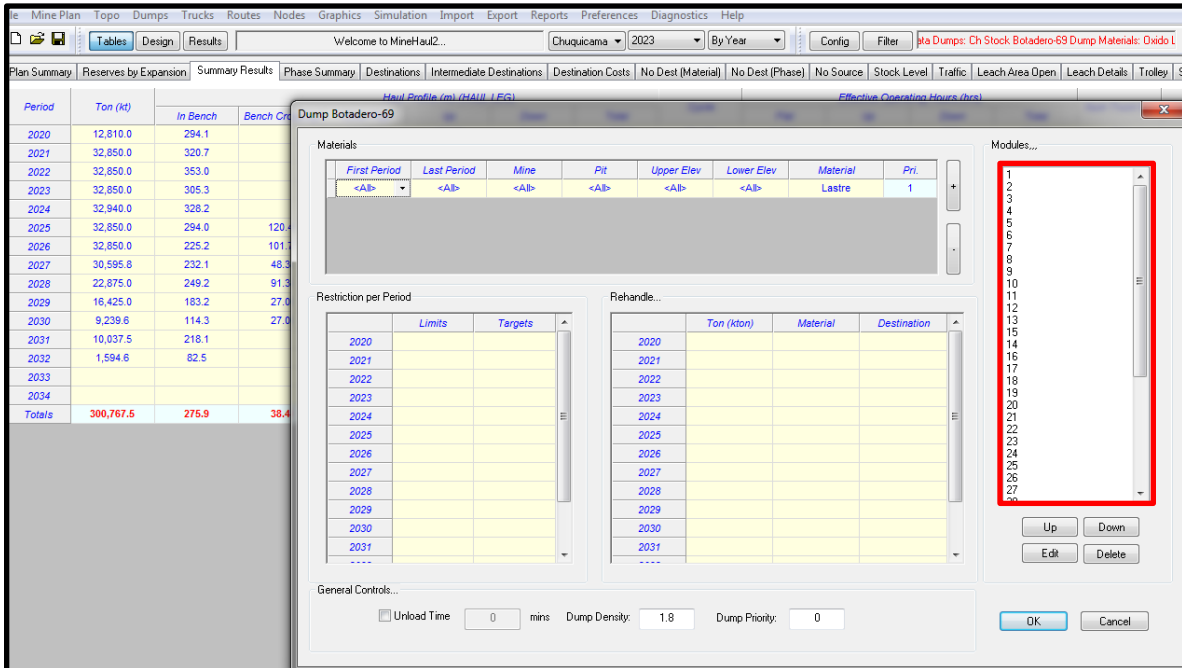 le Mine Plan Topo Dumps Trucks Routes Nodes Graphics Simulation Import Export Reports Preferences Diagnostics Help
Tables Design Results Welcome to MineHaul2... Chuquicama 2023 By Year Config Filter ata Dumps: Ch Stock Botadero-69 Dump Materials: Oxido L
Plan Summary Reserves by Expansion Summary Results Phase Summary Destinations Intermediate Destinations Destination Costs No Dest (Material) No Dest (Phase) No Source Stock Level Traffic Leach Area Open Leach Details Trolley S
Haul Profile (m) (HAUL LEG) Effective Operating Hours (hrs)
Period Ton (kt) In Bench Bench Cro
2020 12,810.0 294.1
2021 32,850.0 320.7
2022 32,850.0 353.0
2023 32,850.0 305.3
2024 32,940.0 328.2
2025 32,850.0 294.0 120.4
2026 32,850.0 225.2 101.7
2027 30,595.8 232.1 48.3
2028 22,875.0 249.2 91.3
2029 16,425.0 183.2 27.0
2030 9,239.6 114.3 27.0
2031 10,037.5 218.1
2032 1,594.6 82.5
2033
2034
Totals 300,767.5 275.9 38.4
Dump Botadero-69
Materials
First Period Last Period Mine Pit Upper Elev Lower Elev Material Pri.
<All> <All> <All> <All> <All> <All> Lastre 1
+
-
Restriction per Period
Limits Targets
2020
2021
2022
2023
2024
2025
2026
2027
2028
2029
2030
2031
Rehandle...
Ton (kton) Material Destination
2020
2021
2022
2023
2024
2025
2026
2027
2028
2029
2030
2031
Modules,,,
1
2
3
4
5
6
7
8
9
10
11
12
13
15
14
16
17
18
19
20
21
22
23
24
25
26
27
Up Down
Edit Delete
General Controls...
Unload Time 0 mins Dump Density: 1.8 Dump Priority: 0
OK Cancel